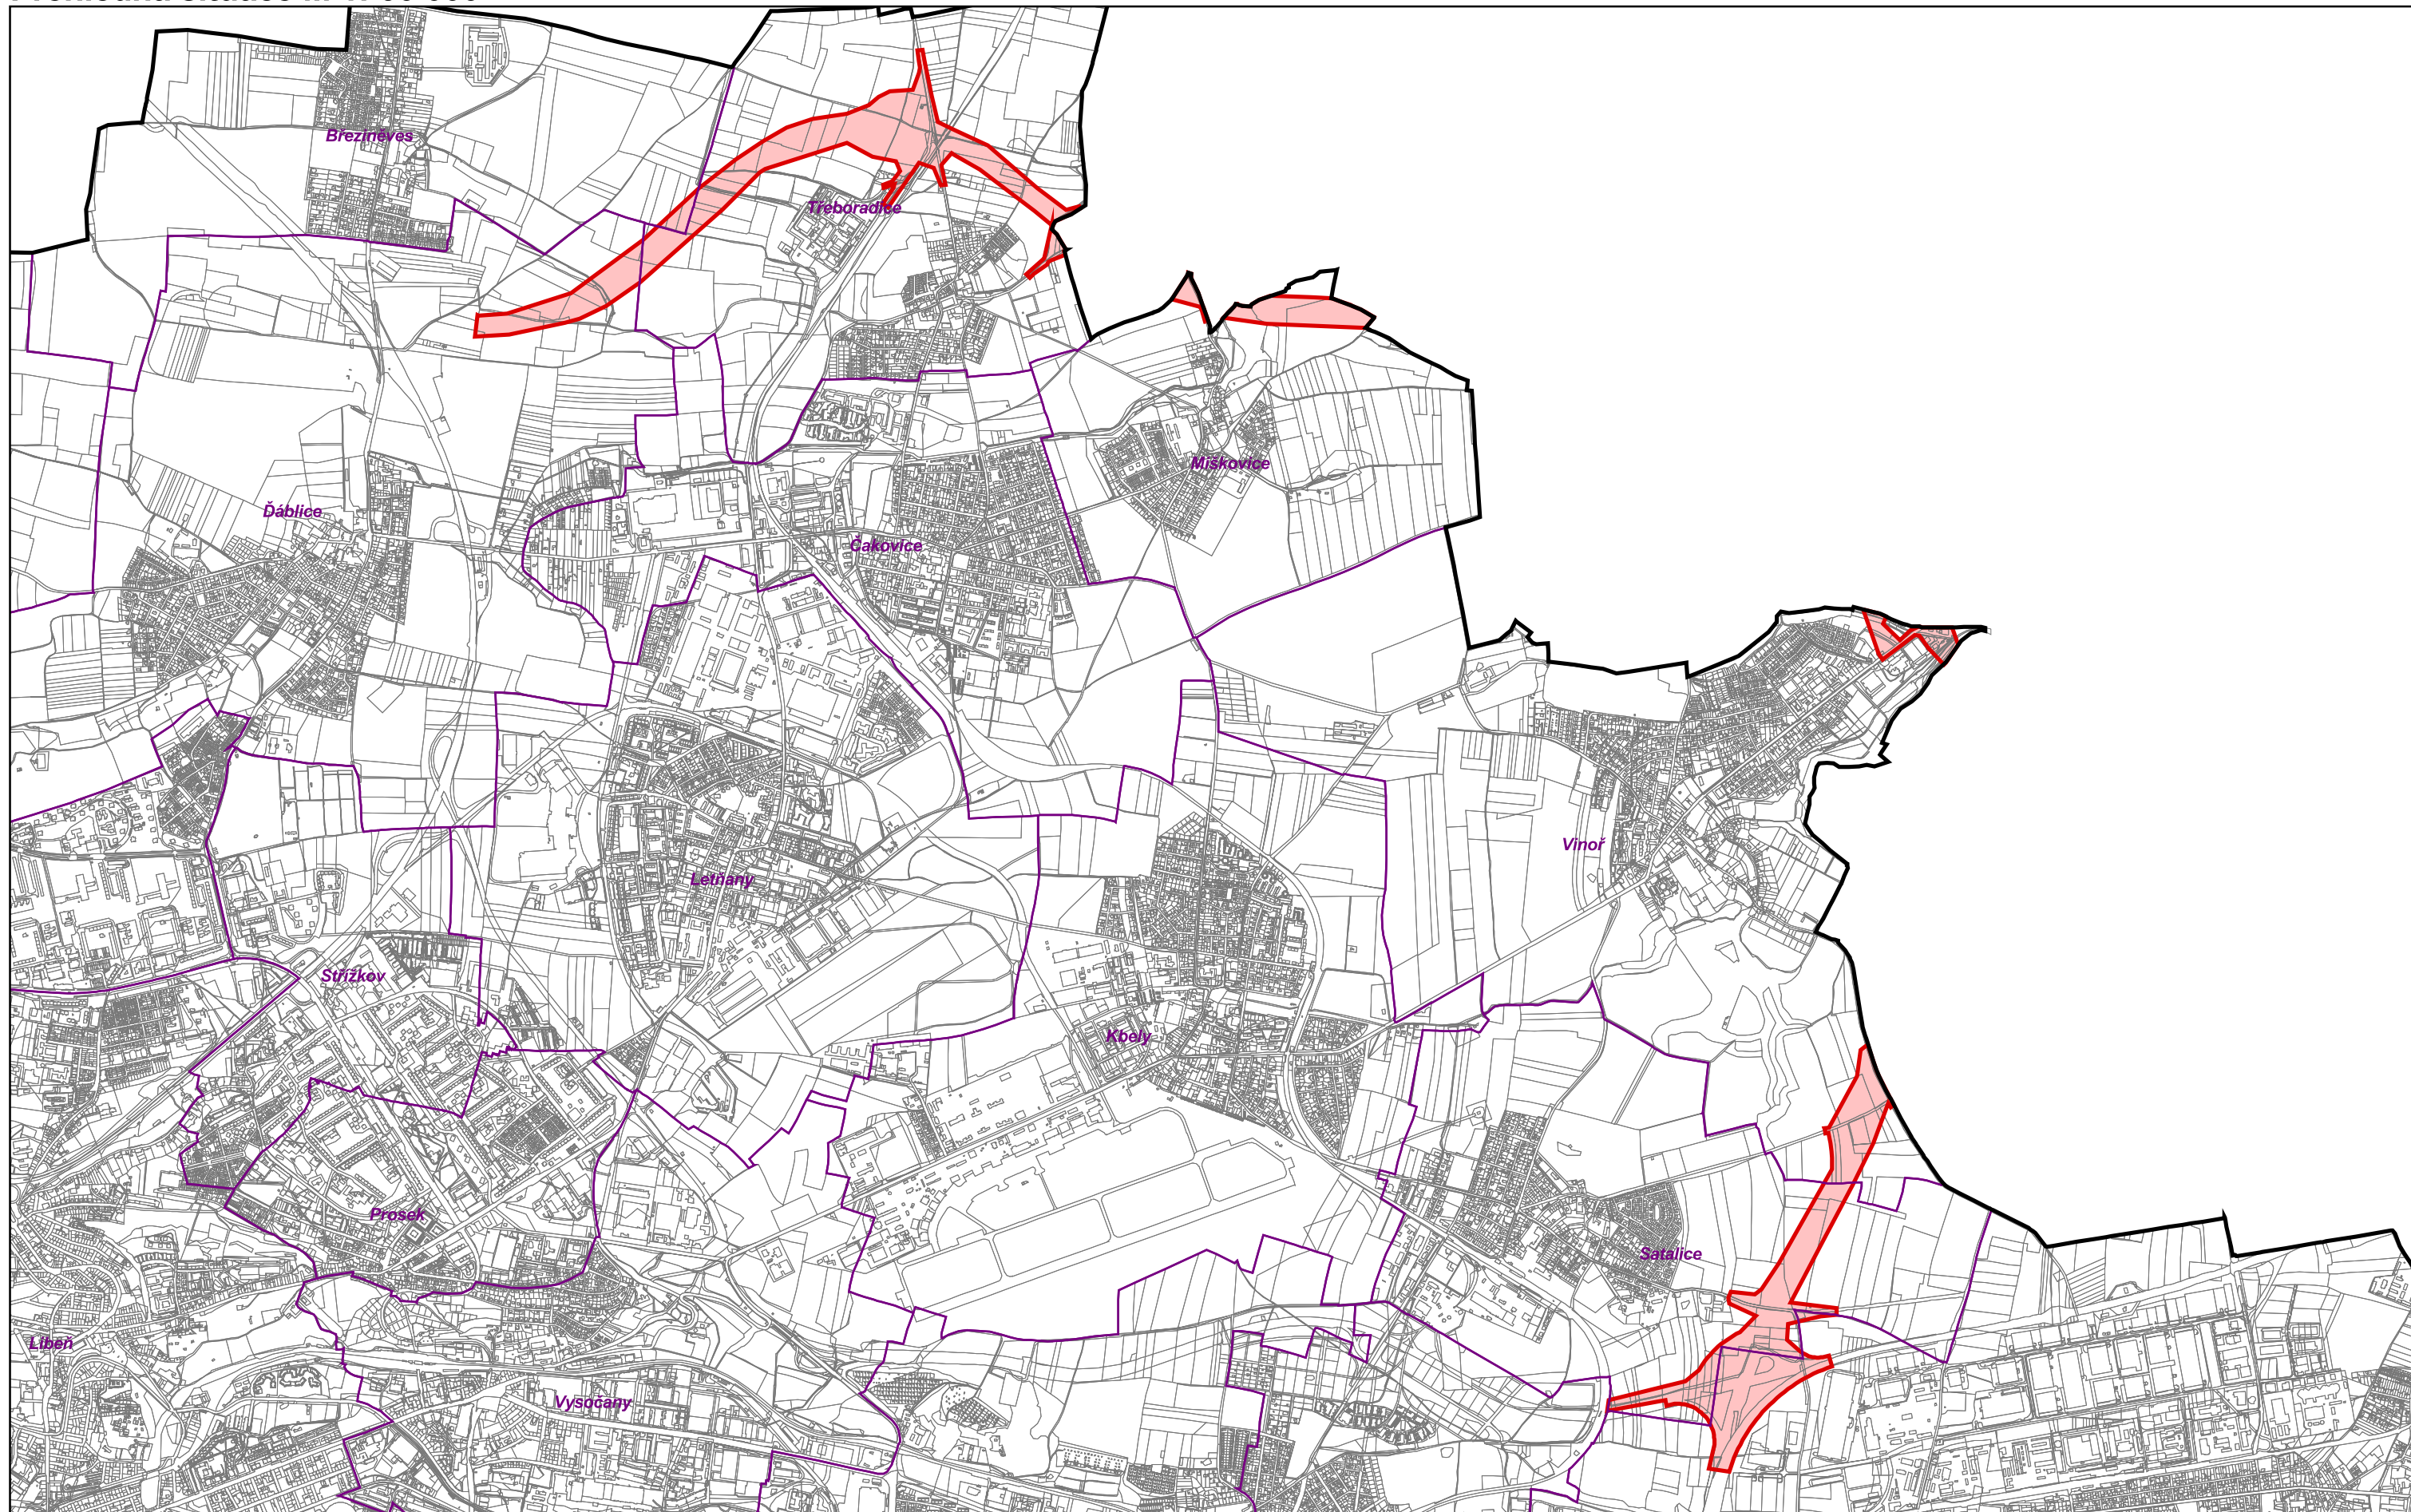 Březiněves
Třeboradice
Miškovice
Ďáblice
Čakovice
Vinoř
Letňany
Střížkov
Kbely
Prosek
Satalice
Libeň
Vysočany